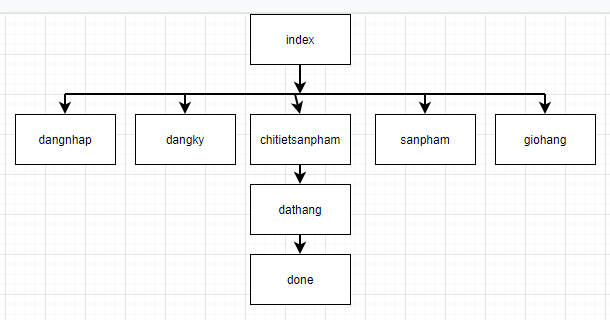 index
dangnhap
dangky
chitietsanpham
sanpham
giohang
dathang
done